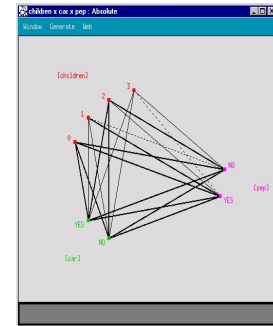 children x car x pep : Absolute
Window Generate Web
[children]
3
2
1
0
NO
[pep]
YES
YES
NO
[car]